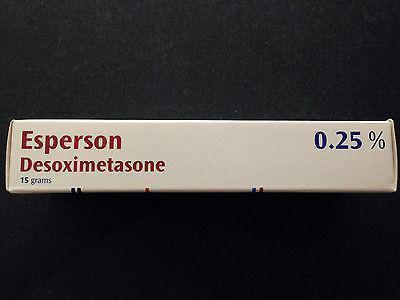 Esperson 0.25 %
Desoximetasone
15 grams